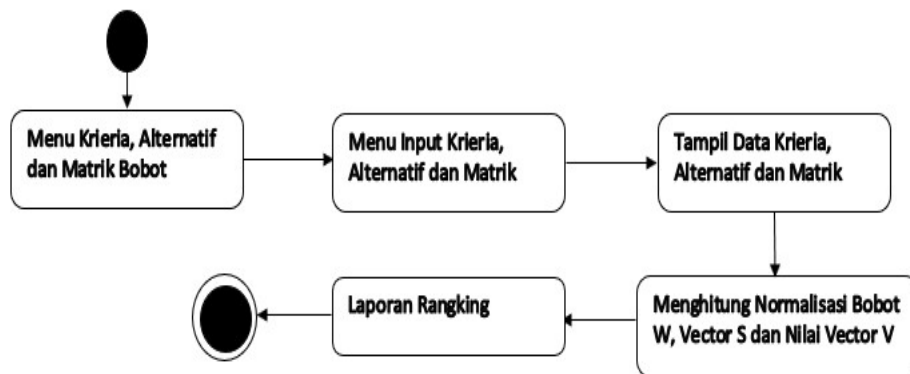 Menu Krieria, Alternatif
dan Matrik Bobot
Menu Input Krieria,
Alternatif dan Matrik
Tampil Data Krieria,
Alternatif dan Matrik
Menghitung Normalisasi Bobot
W, Vector S dan Nilai Vector V
Laporan Rangking